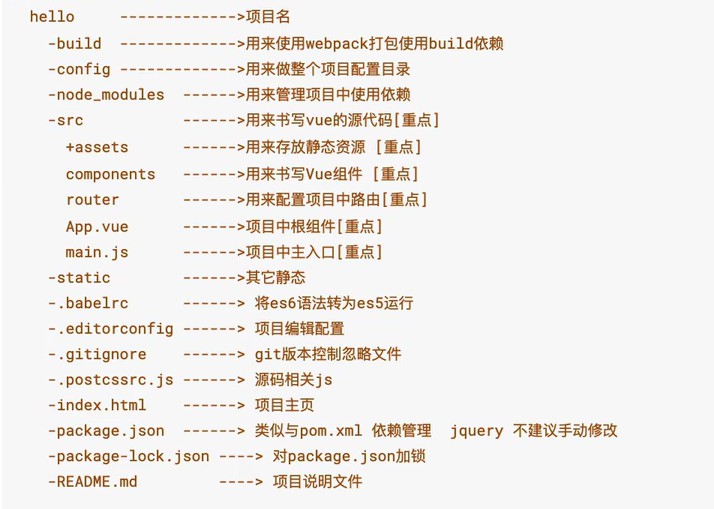 hello     ------------->项目名
  -build  ------------->用来使用webpack打包使用build依赖
  -config ------------->用来做整个项目配置目录
  -node_modules  ------>用来管理项目中使用依赖
  -src           ------>用来书写vue的源代码[重点]
    +assets      ------>用来存放静态资源 [重点]
    components   ------>用来书写Vue组件 [重点]
    router       ------>用来配置项目中路由[重点]
    App.vue      ------>项目中根组件[重点]
    main.js      ------>项目中主入口[重点]
  -static        ------>其它静态
  -.babelrc      ------> 将es6语法转为es5运行
  -.editorconfig ------> 项目编辑配置
  -.gitignore    ------> git版本控制忽略文件
  -.postcssrc.js ------> 源码相关js
  -index.html    ------> 项目主页
  -package.json  ------> 类似与pom.xml 依赖管理  jquery 不建议手动修改
  -package-lock.json ----> 对package.json加锁
  -README.md         ----> 项目说明文件